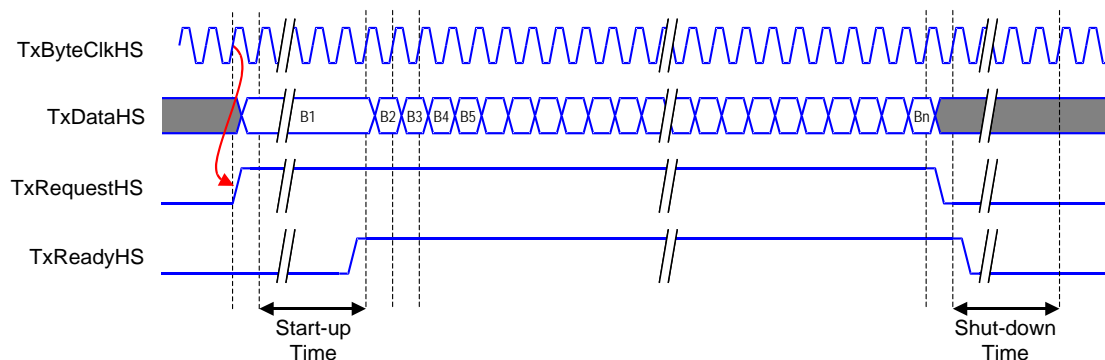 TxByteClkHS
TxDataHS
B1
B2
B3
B4
B5
Bn
TxRequestHS
TxReadyHS
Start-up
Time
Shut-down
Time